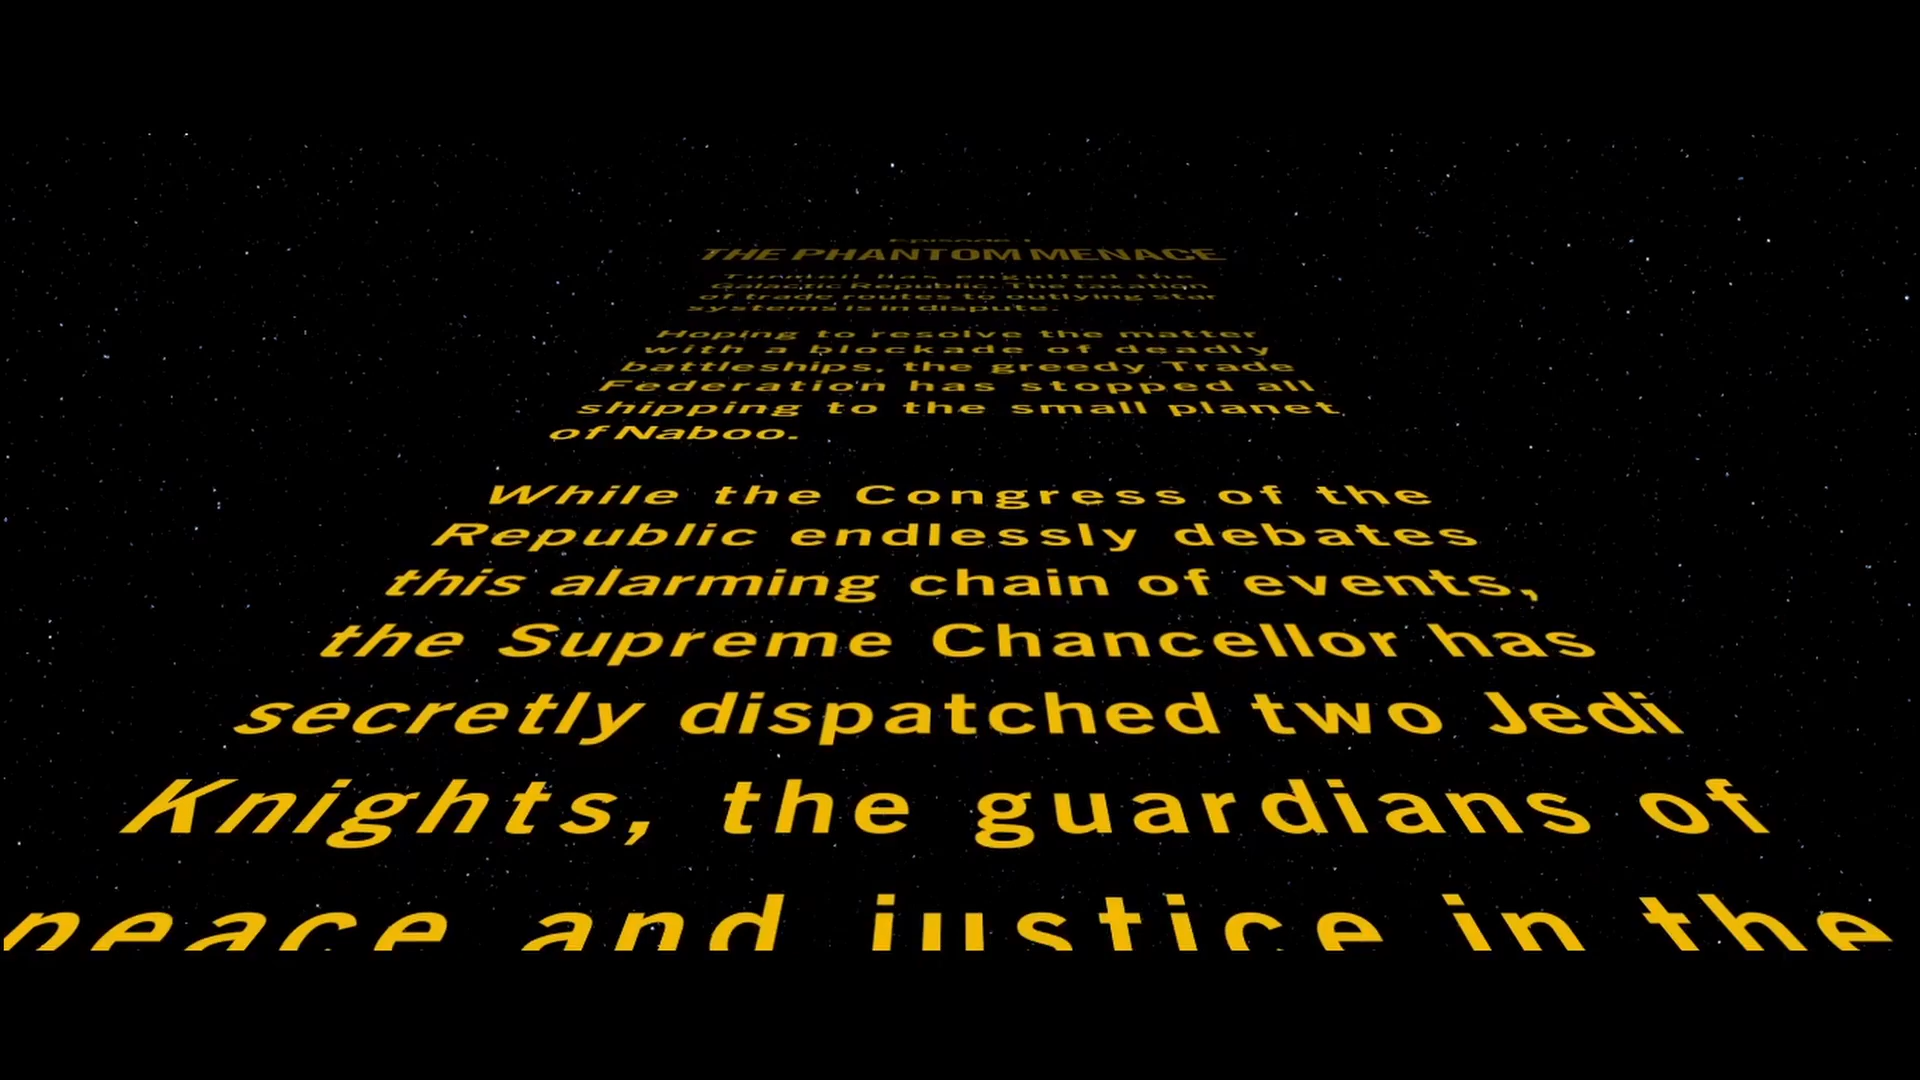 Episode I
THE PHANTOM MENACE
Turmoil has engulfed the
Galactic Republic. The taxation
of trade routes to outlying star
systems is in dispute.
Hoping to resolve the matter
with a blockade of deadly
battleships, the greedy Trade
Federation has stopped all
shipping to the small planet
of Naboo.
While the Congress of the
Republic endlessly debates
this alarming chain of events,
the Supreme Chancellor has
secretly dispatched two Jedi
Knights, the guardians of
peace and justice in the